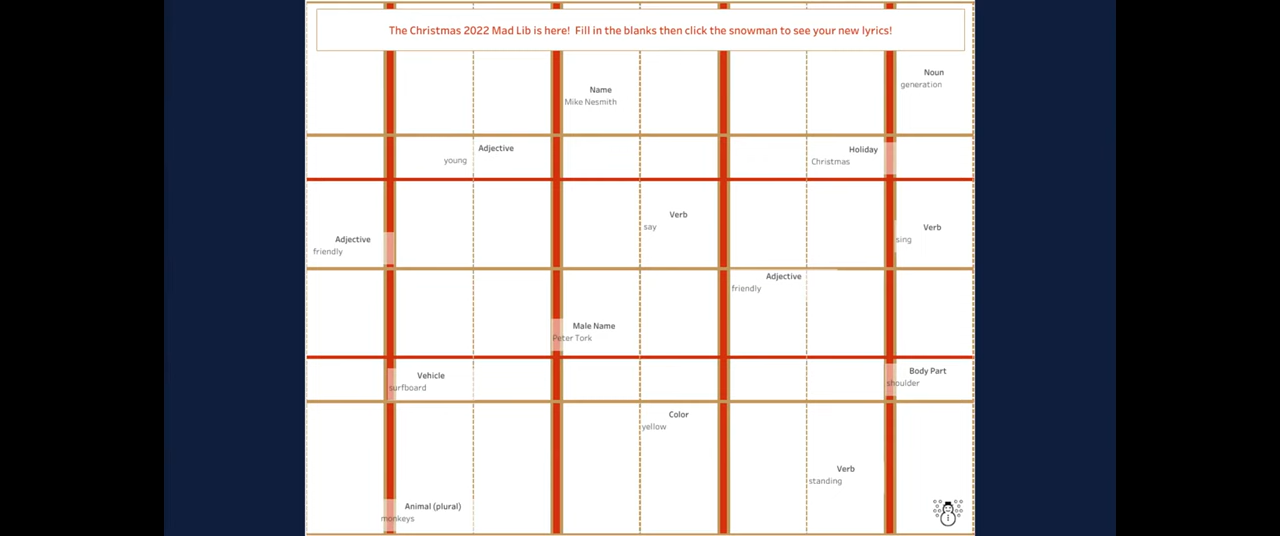 The Christmas 2022 Mad Lib is here! Fill in the blanks then click the snowman to see your new lyrics!
Noun
generation
Name
Mike Nesmith
Adjective
young
Holiday
Christmas
Verb
say
Verb
sing
Adjective
friendly
Adjective
friendly
Male Name
Peter Tork
Vehicle
surfboard
Body Part
shoulder
Color
yellow
Verb
standing
Animal (plural)
monkeys